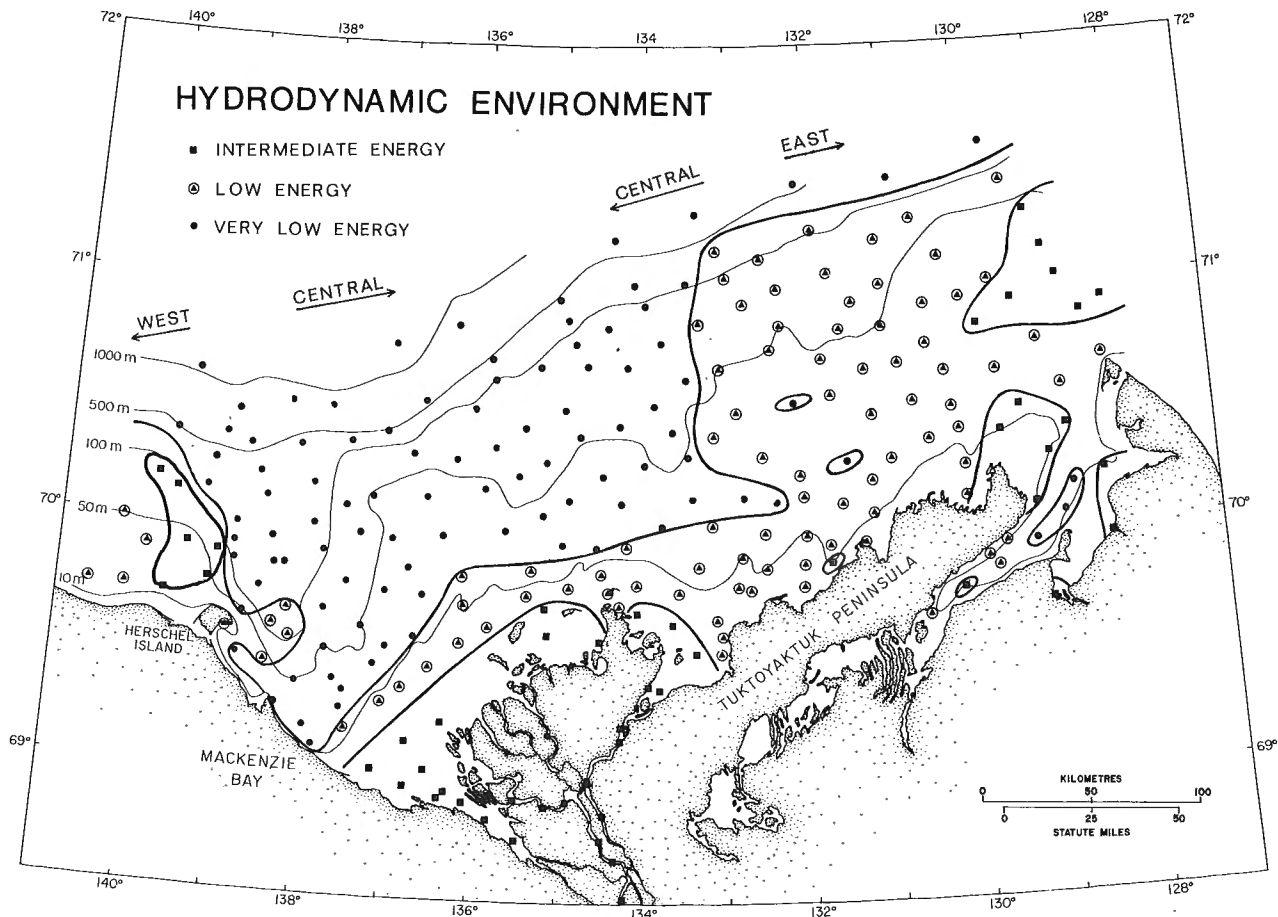 72° 140° 138° 136° 134 132 130° 128° 72°
HYDRODYNAMIC ENVIRONMENT
INTERMEDIATE ENERGY
LOW ENERGY
VERY LOW ENERGY
EAST
CENTRAL
71°
71°
CENTRAL
WEST
1000 m
500 m
100 m
70°
50 m
70°
10 m
HERSCHEL
ISLAND
TUKTOYAKTUK PENINSULA
69°
69°
MACKENZIE
BAY
KILOMETRES
0 50 100
0 25 50
STATUTE MILES
140° 138° 136° 134° 132° 130° 128°